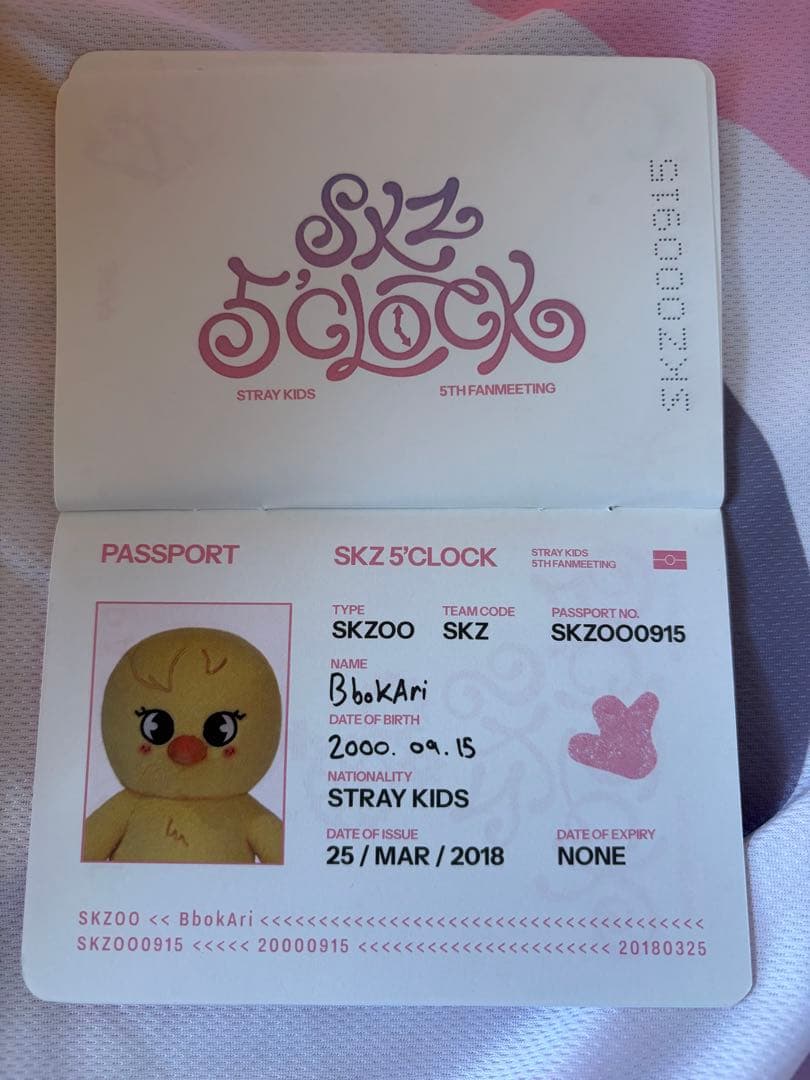 SKZ
5'CLOCK
STRAY KIDS 5TH FANMEETING
SKZOO0915
PASSPORT SKZ 5'CLOCK STRAY KIDS
5TH FANMEETING
TYPE TEAM CODE PASSPORT NO.
SKZOO SKZ SKZOO0915
NAME
BbokAri
DATE OF BIRTH
2000. 09. 15
NATIONALITY
STRAY KIDS
DATE OF ISSUE DATE OF EXPIRY
25 / MAR / 2018 NONE
SKZOO << BbokAri <<<<<<<<<<<<<<<<<<<<<<<<<<<<<<<<<<<<<<
SKZOO0915 <<<<< 20000915 <<<<<<<<<<<<<<<<<<<<<< 20180325